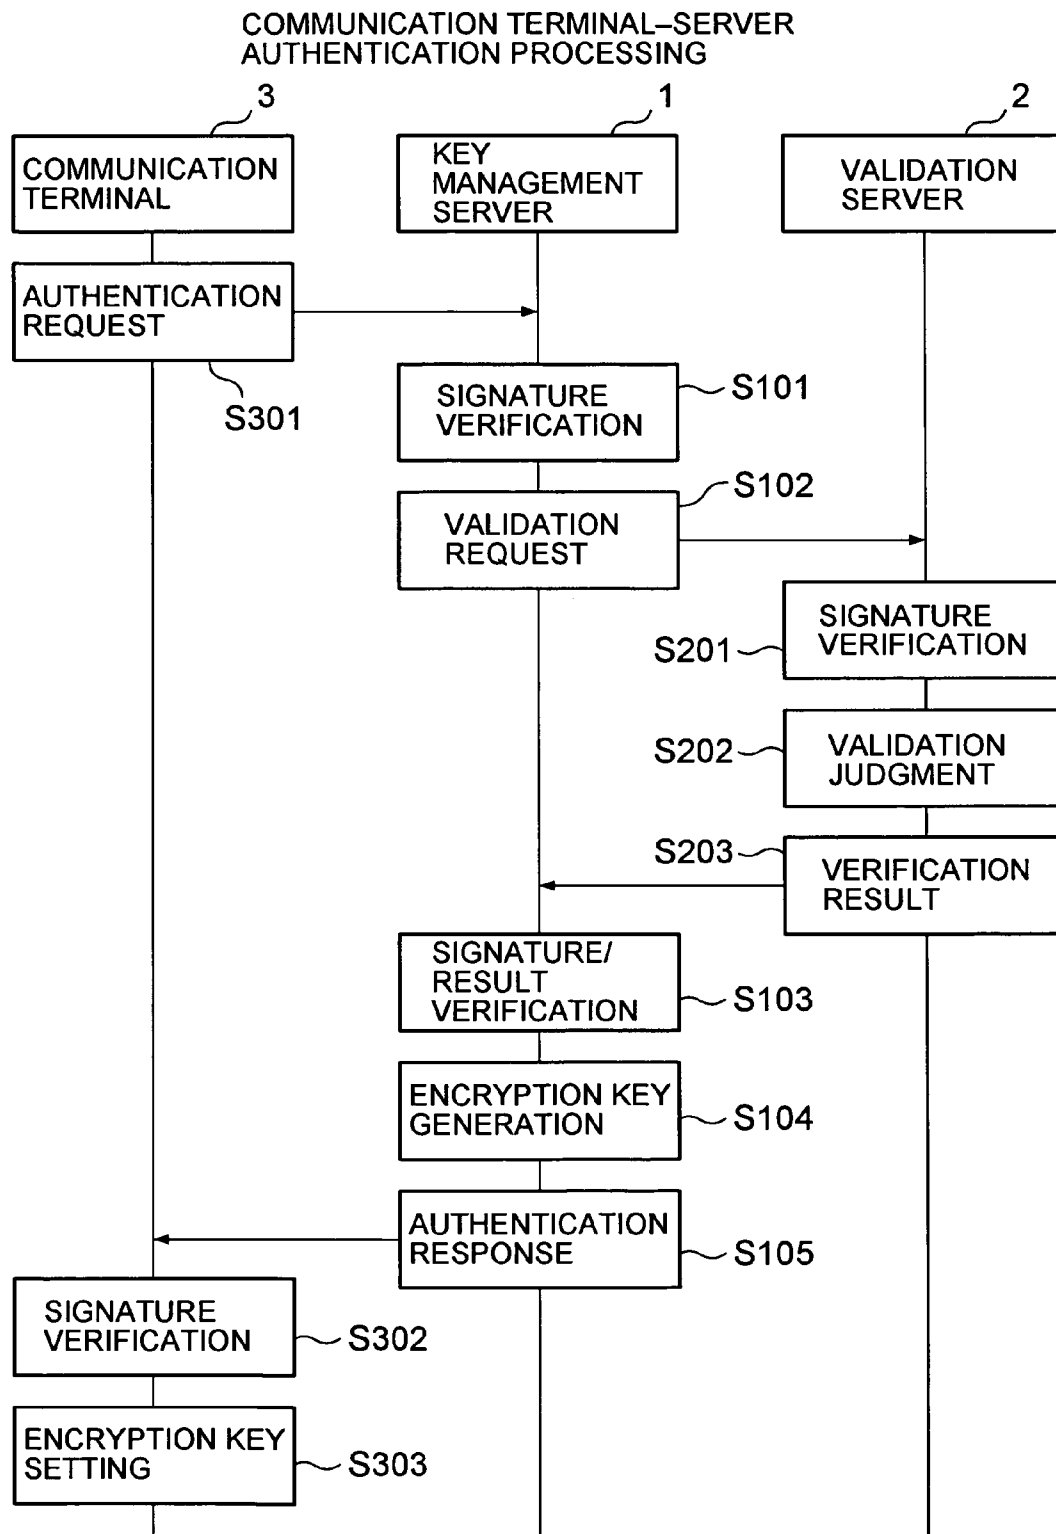 COMMUNICATION TERMINAL–SERVER
AUTHENTICATION PROCESSING
3
1
2
COMMUNICATION
TERMINAL
KEY
MANAGEMENT
SERVER
VALIDATION
SERVER
AUTHENTICATION
REQUEST
S301
SIGNATURE
VERIFICATION
S101
VALIDATION
REQUEST
S102
SIGNATURE
VERIFICATION
S201
VALIDATION
JUDGMENT
S202
VERIFICATION
RESULT
S203
SIGNATURE/
RESULT
VERIFICATION
S103
ENCRYPTION KEY
GENERATION
S104
AUTHENTICATION
RESPONSE
S105
SIGNATURE
VERIFICATION
S302
ENCRYPTION KEY
SETTING
S303